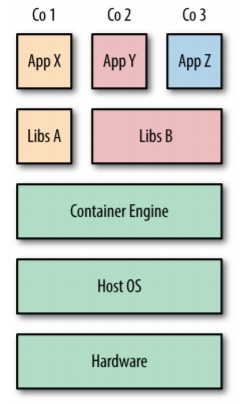 Co 1 Co 2 Co 3
App X App Y App Z
Libs A Libs B
Container Engine
Host OS
Hardware